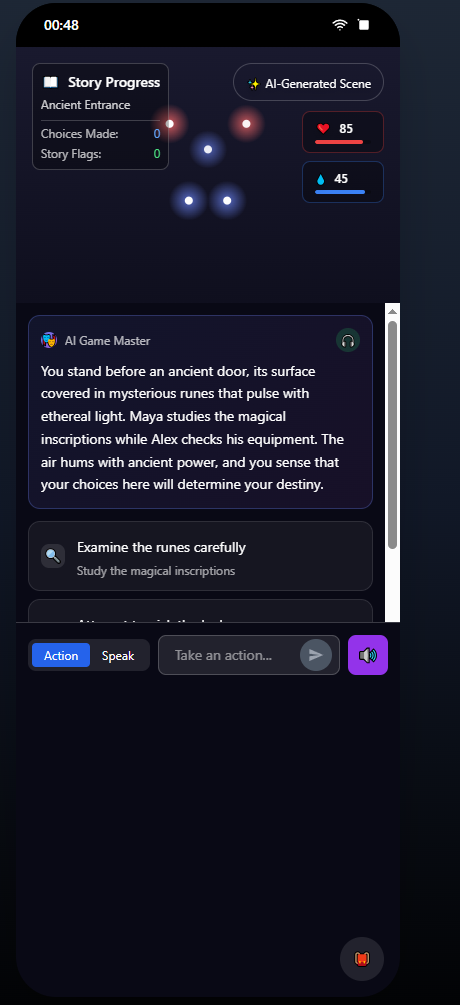 00:48
Story Progress
Ancient Entrance
Choices Made: 0
Story Flags: 0
AI-Generated Scene
85
45
AI Game Master
You stand before an ancient door, its surface
covered in mysterious runes that pulse with
ethereal light. Maya studies the magical
inscriptions while Alex checks his equipment. The
air hums with ancient power, and you sense that
your choices here will determine your destiny.
Examine the runes carefully
Study the magical inscriptions
Action
Speak
Take an action...